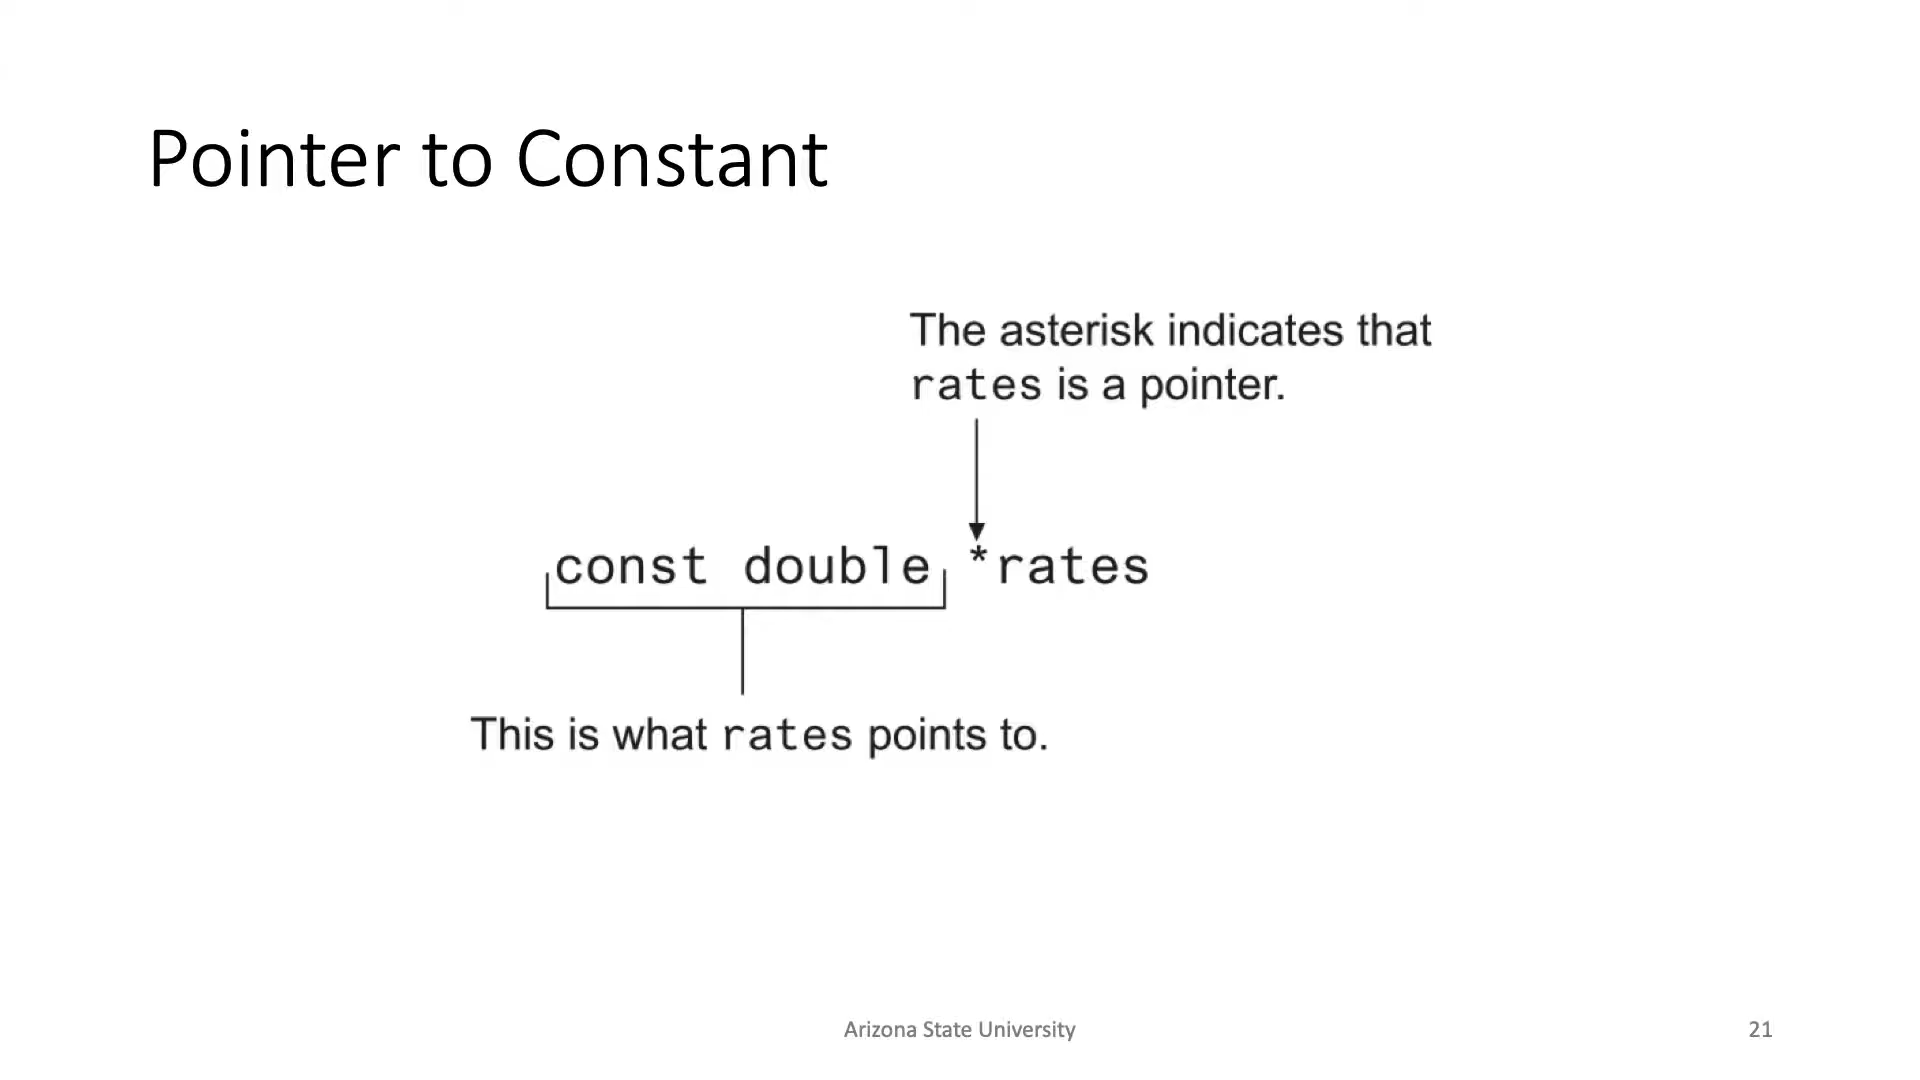 Pointer to Constant
The asterisk indicates that
rates is a pointer.
const double *rates
This is what rates points to.
Arizona State University
21